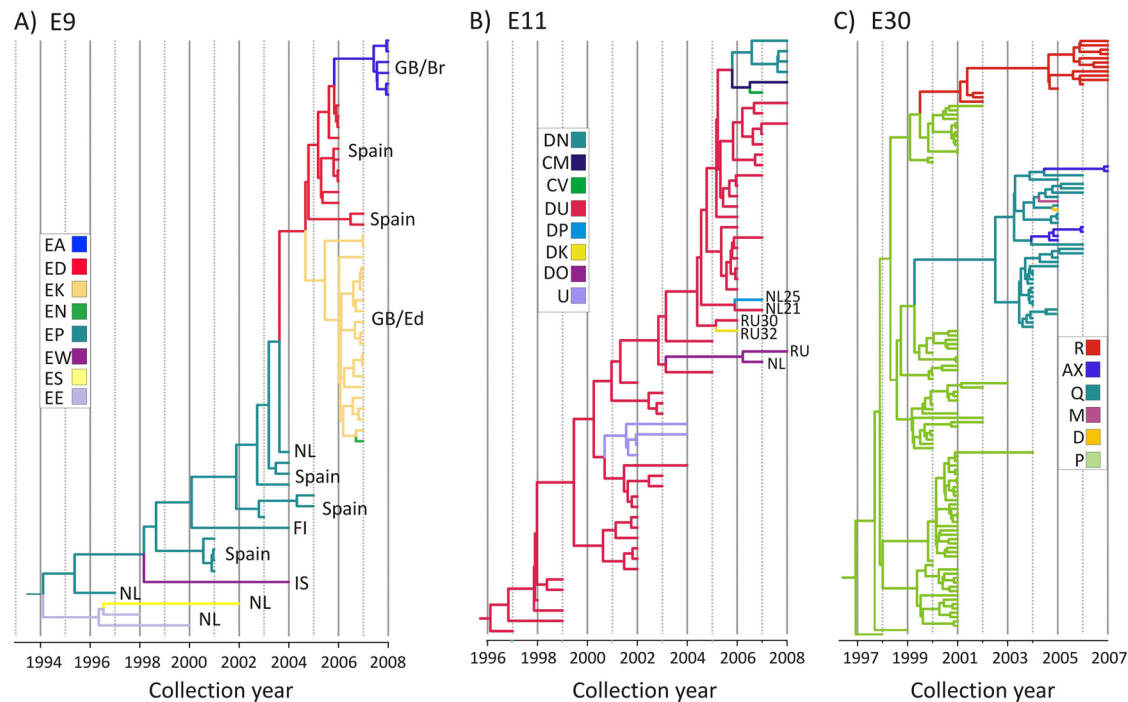 A) E9
GB/Br
Spain
Spain
EA
ED
EK
EN
EP
EW
ES
EE
GB/Ed
NL
Spain
Spain
FI
Spain
IS
NL
NL
NL
1994 1996 1998 2000 2002 2004 2006 2008
Collection year
B) E11
DN
CM
CV
DU
DP
DK
DO
U
NL25
NL21
RU30
RU32
RU
NL
1996 1998 2000 2002 2004 2006 2008
Collection year
C) E30
R
AX
Q
M
D
P
1997 1999 2001 2003 2005 2007
Collection year